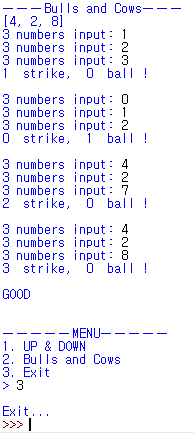 ---Bulls and Cows---
[4, 2, 8]
3 numbers input: 1
3 numbers input: 2
3 numbers input: 3
1  strike,  0  ball !
3 numbers input: 0
3 numbers input: 1
3 numbers input: 2
0  strike,  1  ball !
3 numbers input: 4
3 numbers input: 2
3 numbers input: 7
2  strike,  0  ball !
3 numbers input: 4
3 numbers input: 2
3 numbers input: 8
3  strike,  0  ball !
GOOD
------MENU------
1. UP & DOWN
2. Bulls and Cows
3. Exit
> 3
Exit...
>>>